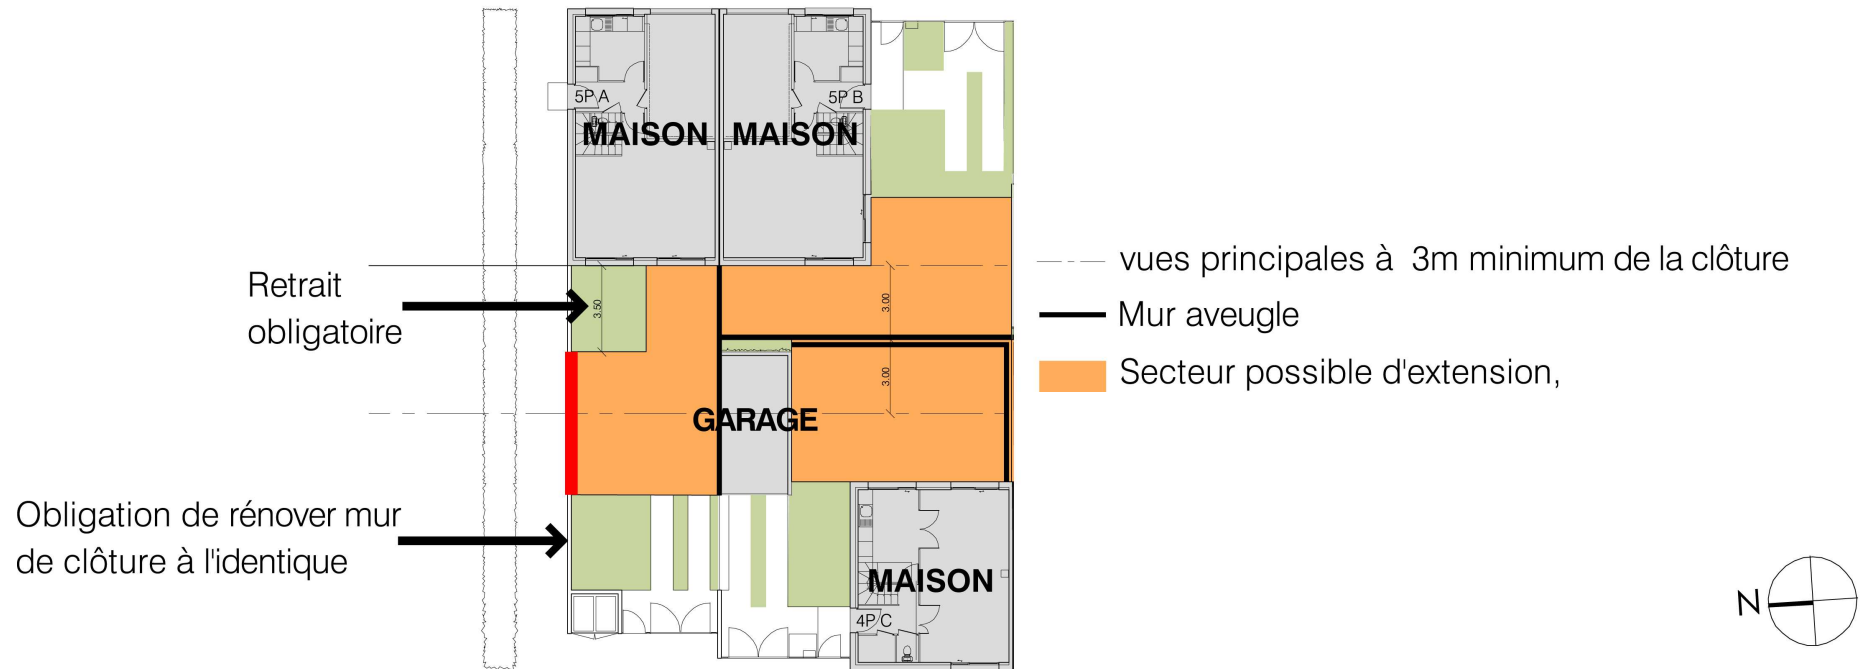 5P A
5P B
MAISON
MAISON
Retrait
obligatoire
3.50
3.00
3.00
GARAGE
Obligation de rénover mur
de clôture à l'identique
MAISON
4P C
vues principales à 3m minimum de la clôture
Mur aveugle
Secteur possible d'extension,
N